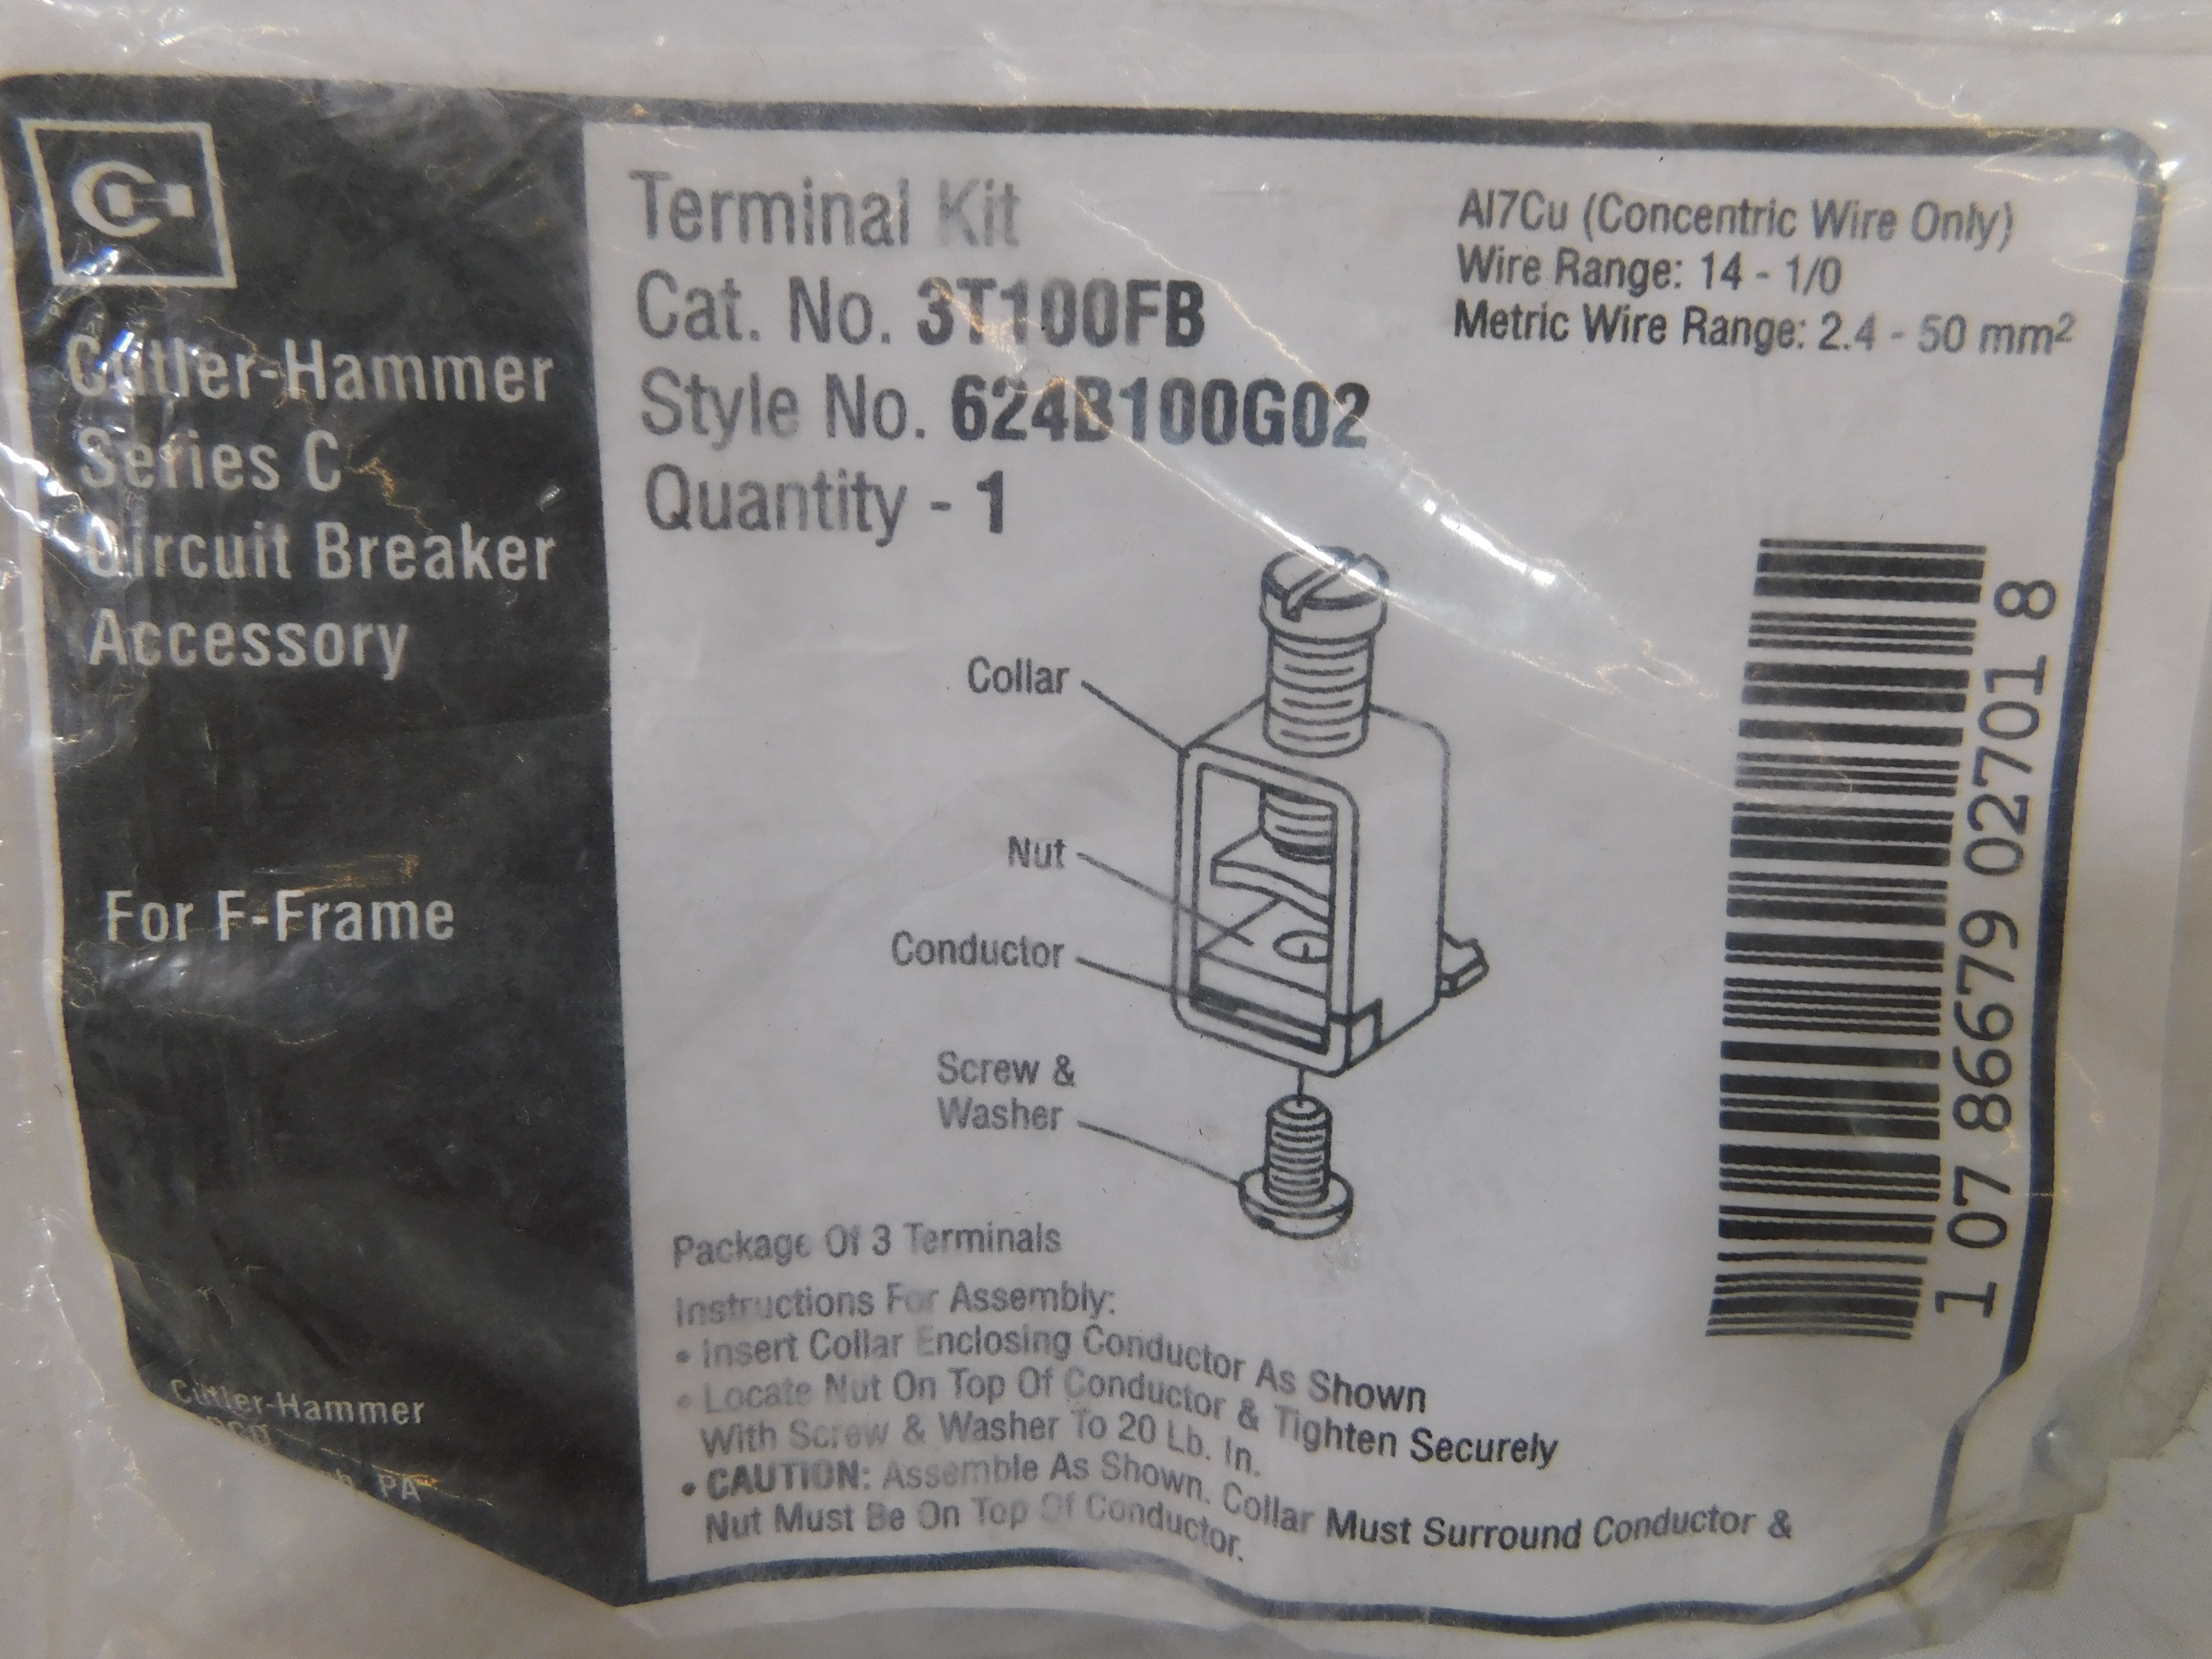 Cutler-Hammer
Series C
Circuit Breaker
Accessory
For F-Frame
Cutler-Hammer
PA
Terminal Kit
Cat. No. 3T100FB
Style No. 624B100G02
Quantity - 1
Al7Cu (Concentric Wire Only)
Wire Range: 14 - 1/0
Metric Wire Range: 2.4 - 50 mm²
Collar
Nut
Conductor
Screw &
Washer
1 07 86679 02701 8
Package Of 3 Terminals
Instructions For Assembly:
• Insert Collar Enclosing Conductor As Shown
• Locate Nut On Top Of Conductor & Tighten Securely
With Screw & Washer To 20 Lb. In.
• CAUTION: Assemble As Shown. Collar Must Surround Conductor &
Nut Must Be On Top Of Conductor.